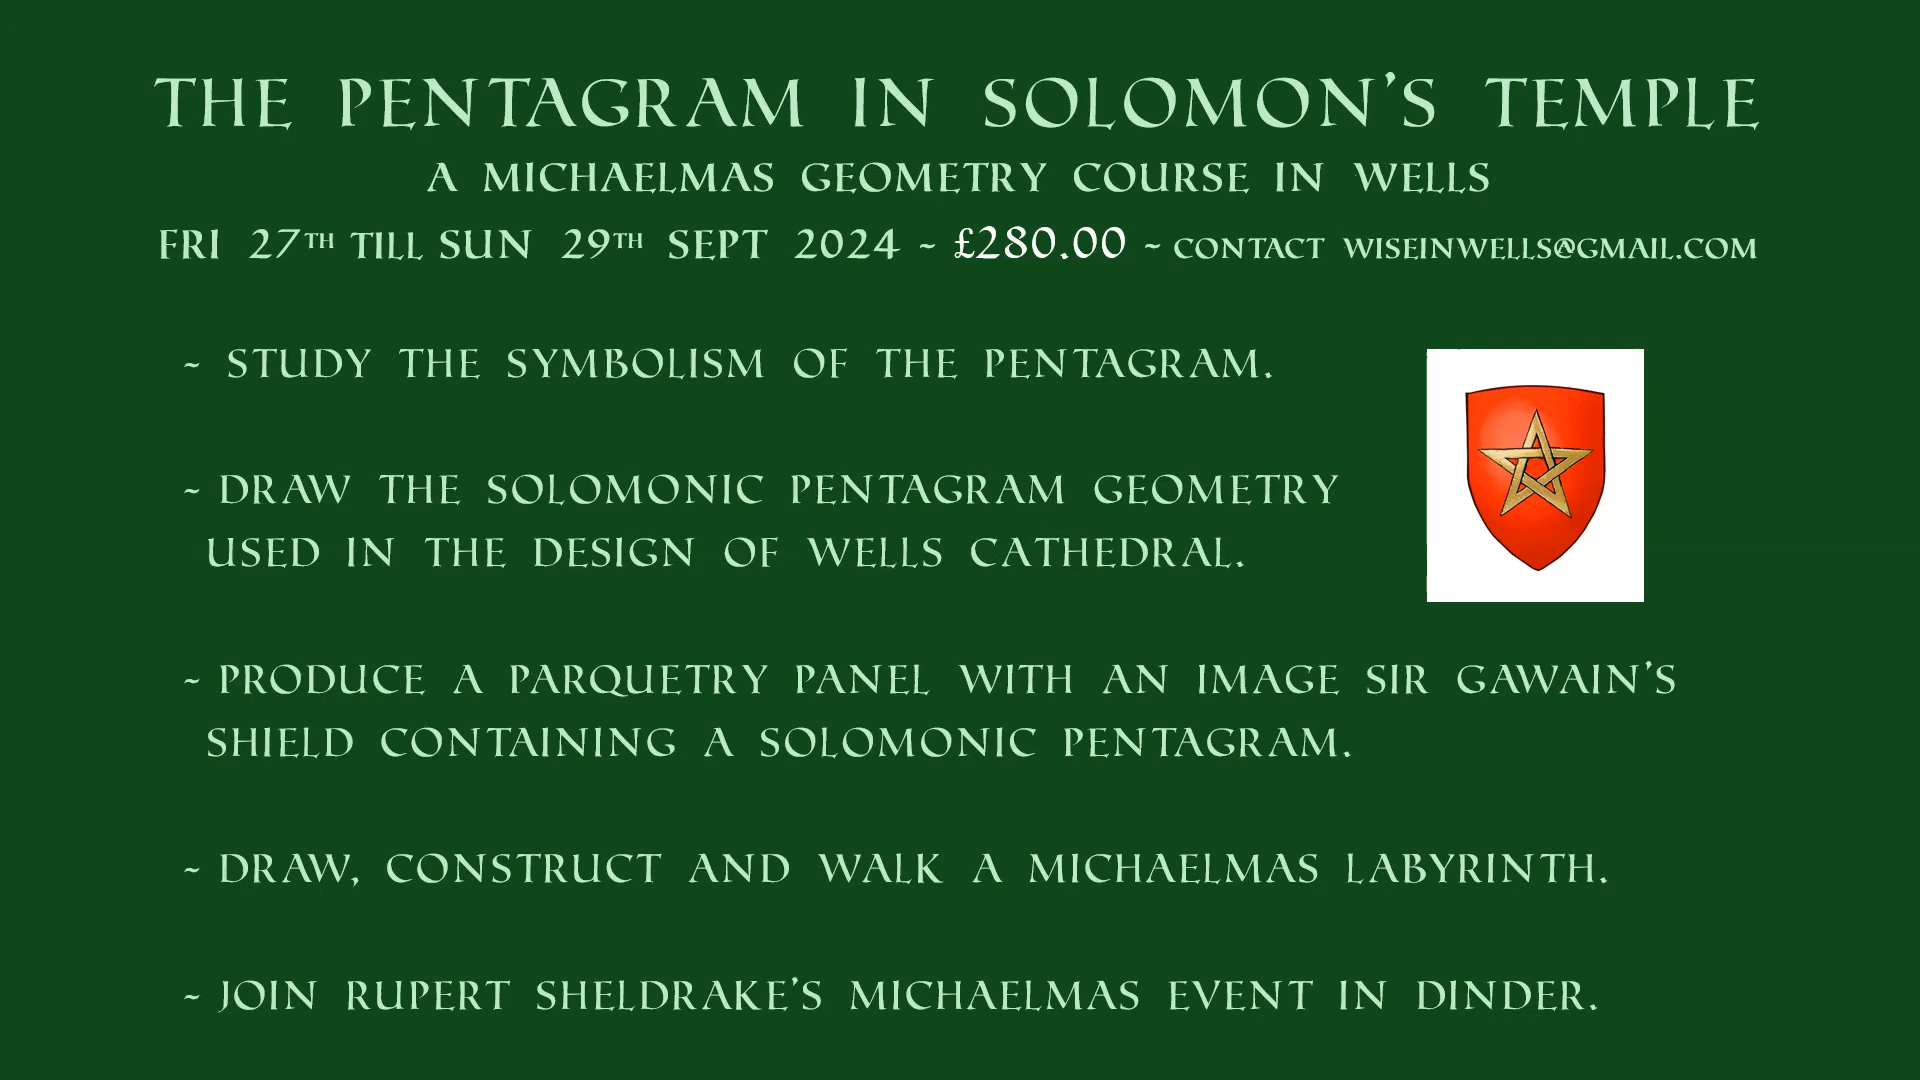 THE PENTAGRAM IN SOLOMON'S TEMPLE
A MICHAELMAS GEOMETRY COURSE IN WELLS
FRI 27TH TILL SUN 29TH SEPT 2024 ~ £280.00 ~ CONTACT WISEINWELLS@GMAIL.COM
~ STUDY THE SYMBOLISM OF THE PENTAGRAM.
~ DRAW THE SOLOMONIC PENTAGRAM GEOMETRY
USED IN THE DESIGN OF WELLS CATHEDRAL.
~ PRODUCE A PARQUETRY PANEL WITH AN IMAGE SIR GAWAIN'S
SHIELD CONTAINING A SOLOMONIC PENTAGRAM.
~ DRAW, CONSTRUCT AND WALK A MICHAELMAS LABYRINTH.
~ JOIN RUPERT SHELDRAKE'S MICHAELMAS EVENT IN DINDER.